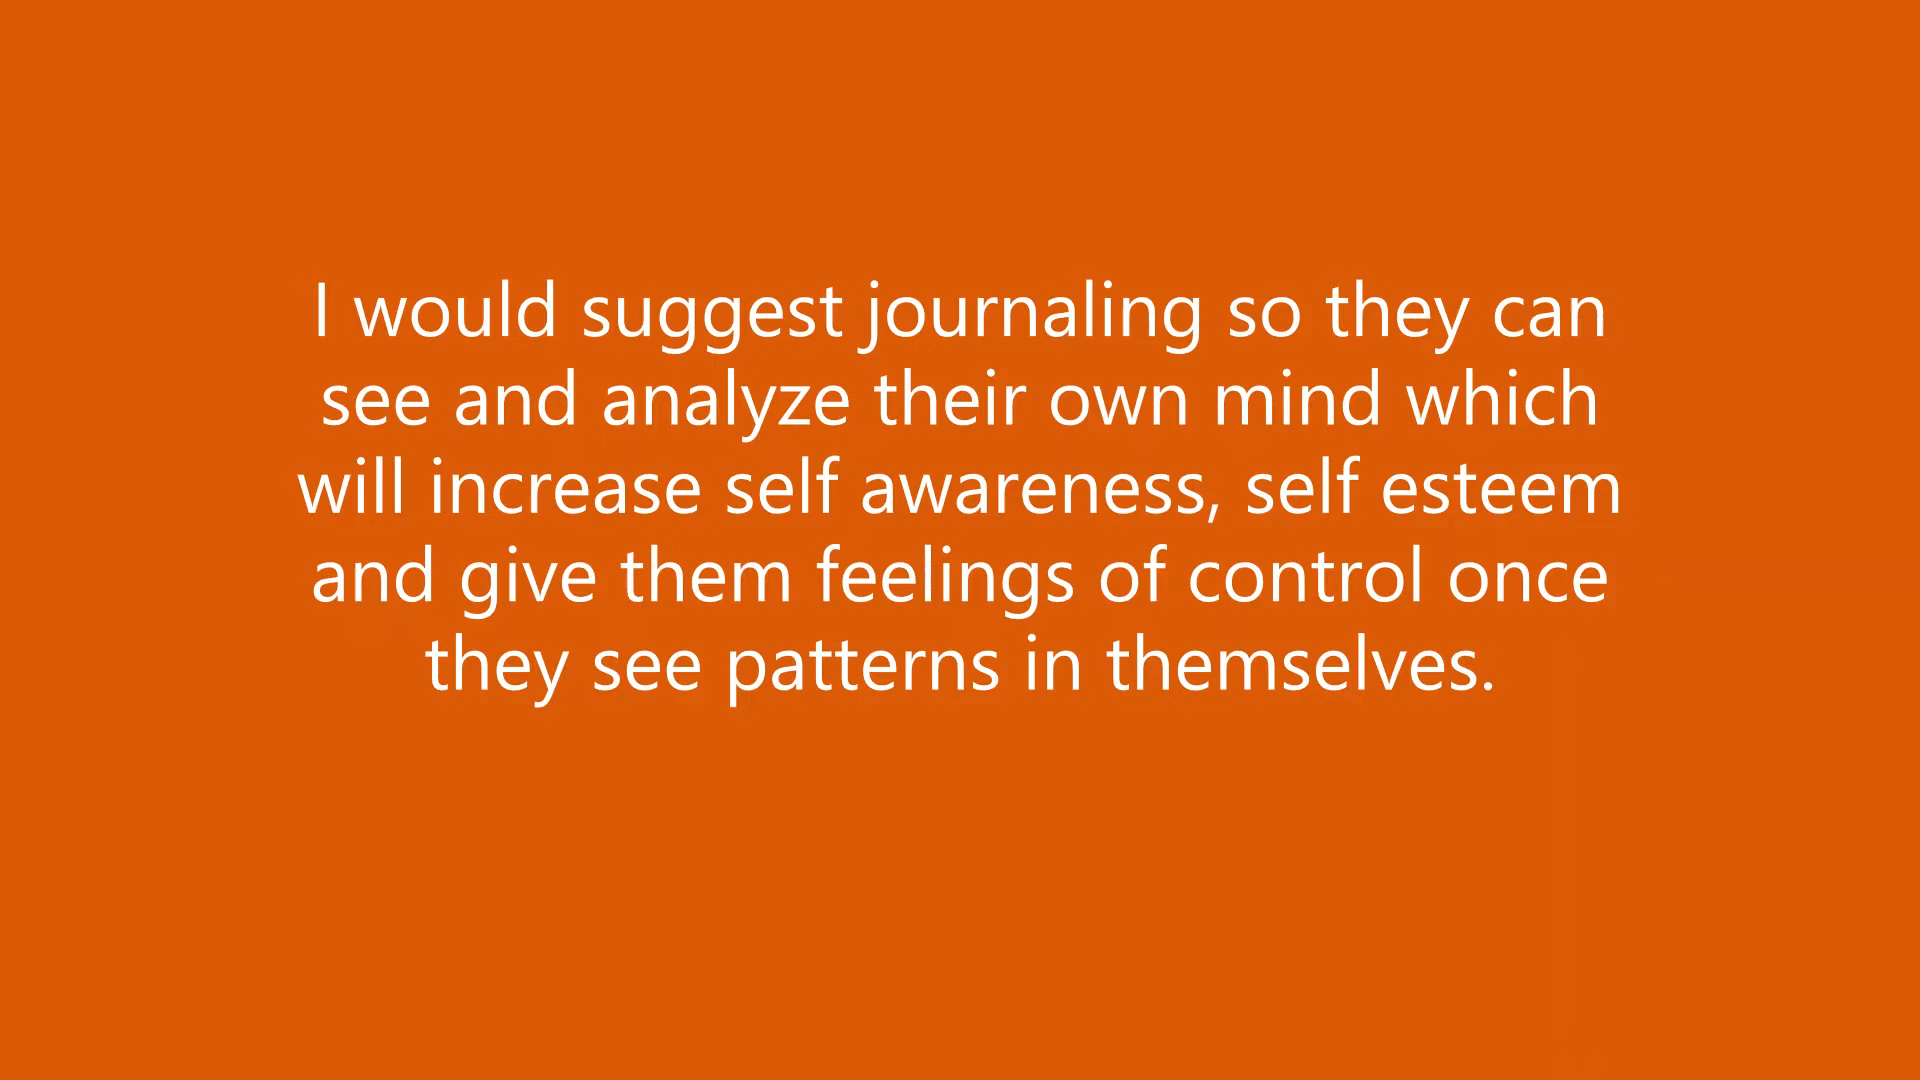 I would suggest journaling so they can
see and analyze their own mind which
will increase self awareness, self esteem
and give them feelings of control once
they see patterns in themselves.